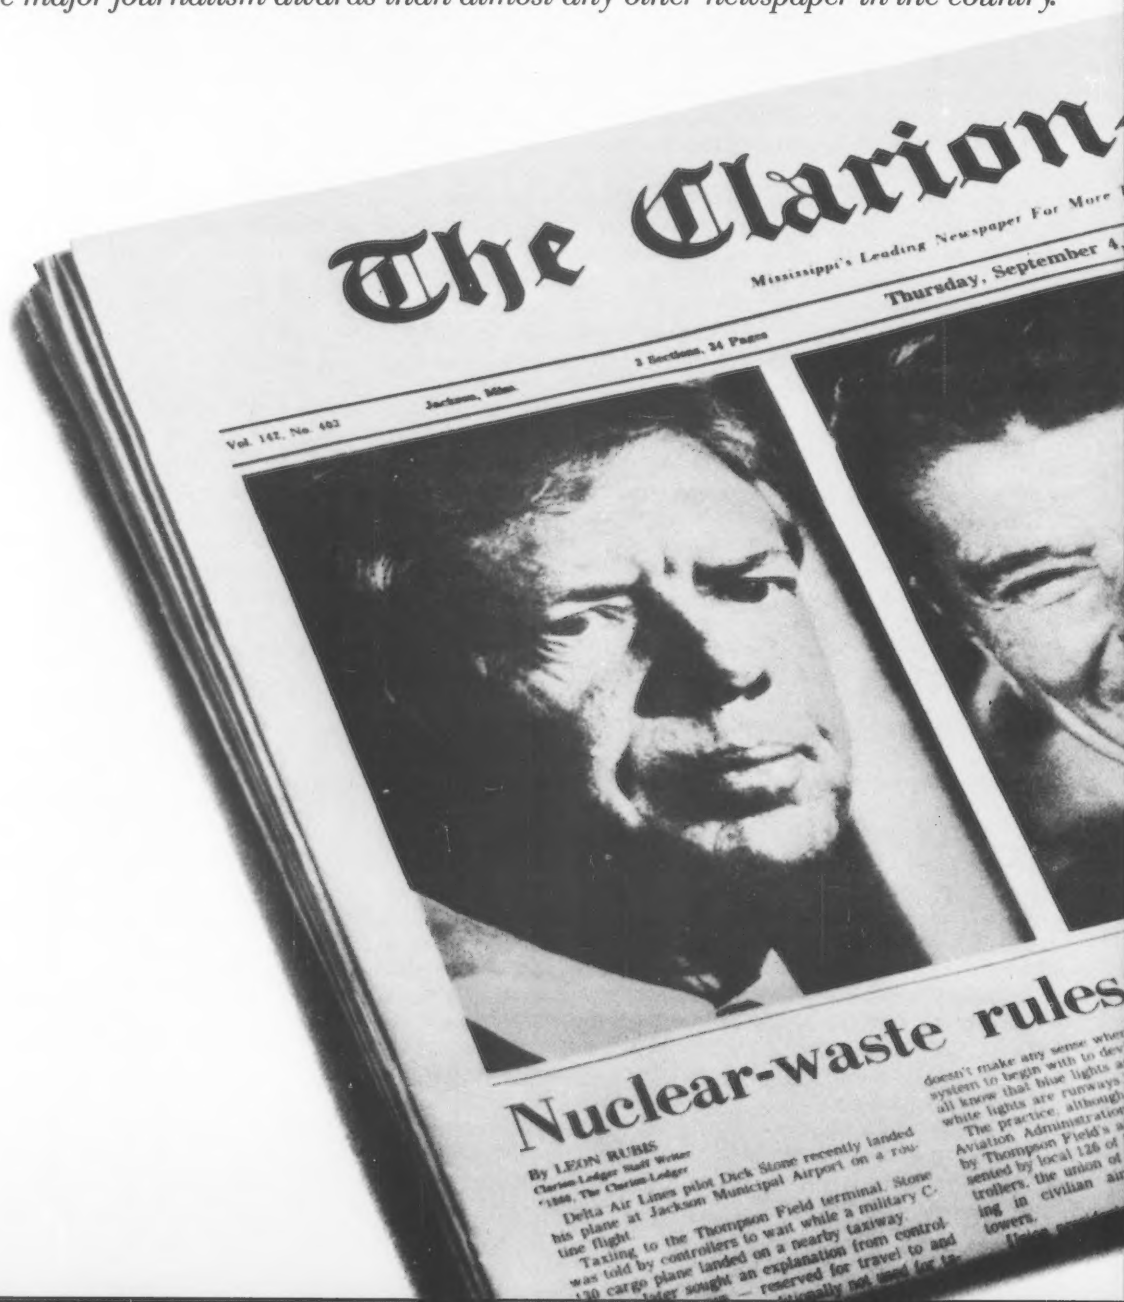 major journalism awards than almost any other newspaper in the country.
The Clarion-
Mississippi's Leading Newspaper For More
Thursday, September 4,
Vol. 142, No. 403
Jackson, Miss.
3 Sections, 34 Pages
Nuclear-waste rules
By LEON RUBIS
Clarion-Ledger Staff Writer
The Clarion-Ledger
Delta Air Lines pilot Dick Stone recently landed
his plane at Jackson Municipal Airport on a rou-
tine flight.
Taxiing to the Thompson Field terminal, Stone
was told by controllers to wait while a military C-
130 cargo plane landed on a nearby taxiway.
later sought an explanation from control-
— reserved for travel to and
not used for
doesn't make any sense
system to begin with to
all know that blue lights
white lights are runways
The practice, although
Aviation Administration
by Thompson Field's
sented by local 126 of
trollers, the union of
ing in civilian
towers.